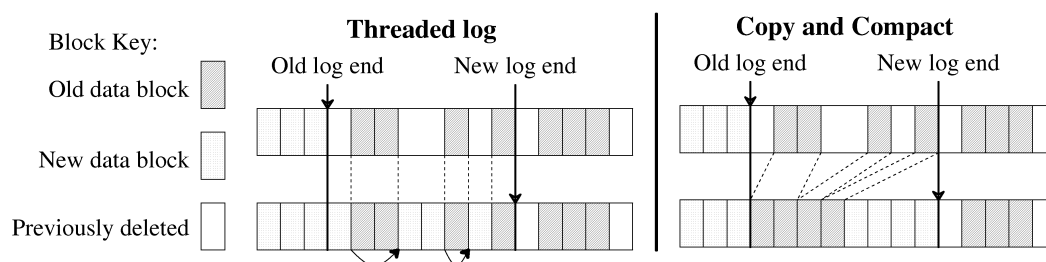 Block Key:
Old data block
New data block
Previously deleted
Threaded log
Old log end New log end
Copy and Compact
Old log end New log end